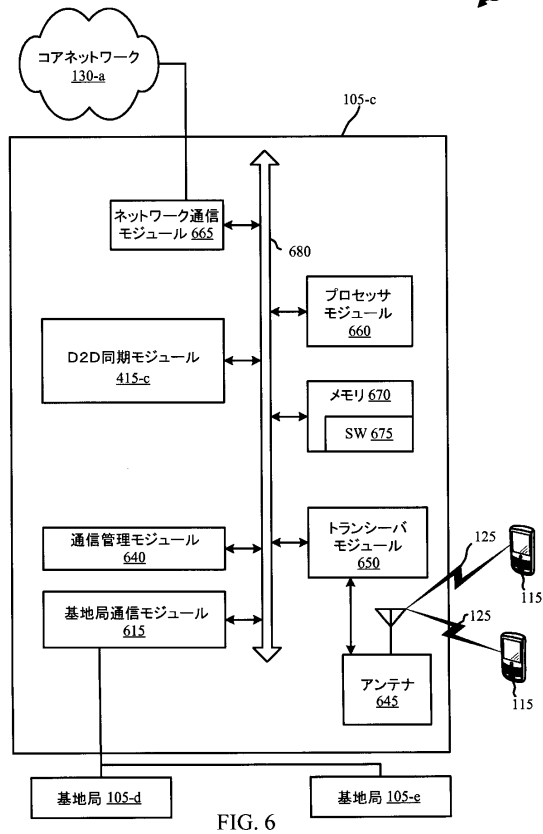 コアネットワーク
130-a
105-c
ネットワーク通信
モジュール 665
680
プロセッサ
モジュール
660
D2D同期モジュール
415-c
メモリ 670
SW 675
通信管理モジュール
640
トランシーバ
モジュール
650
125
115
基地局通信モジュール
615
125
115
アンテナ
645
基地局 105-d
基地局 105-e
FIG. 6